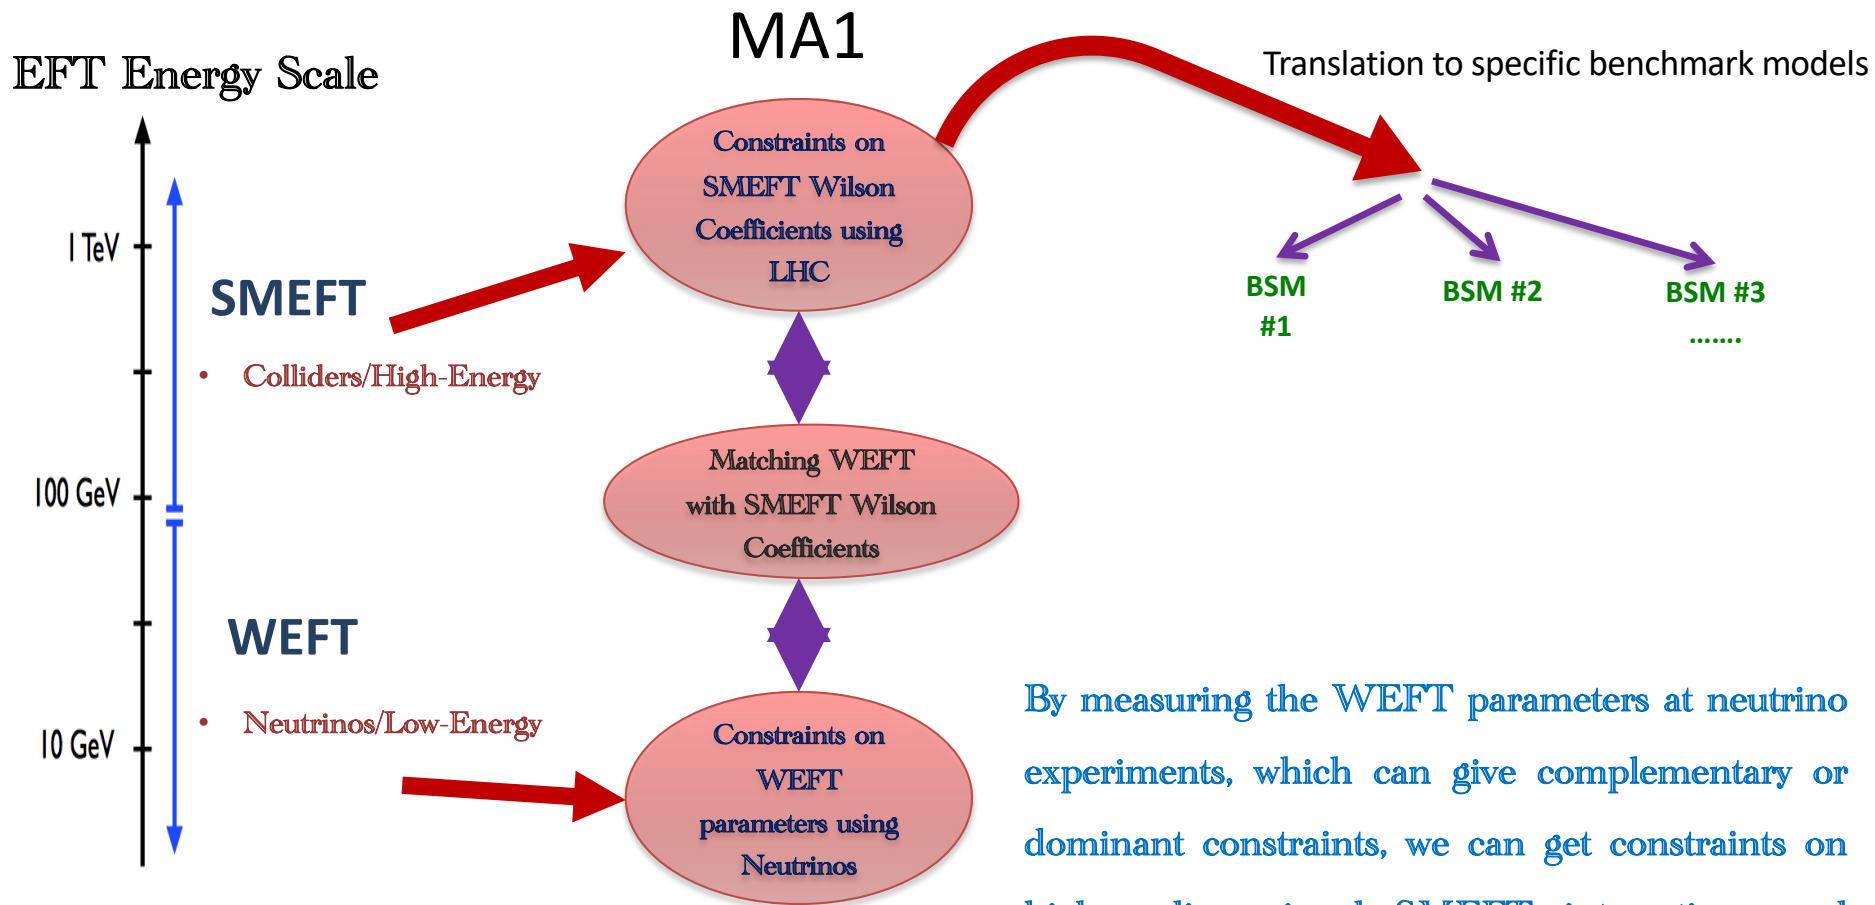 MA1
EFT Energy Scale
Translation to specific benchmark models
Constraints on
SMEFT Wilson
Coefficients using
LHC
1 TeV
SMEFT
• Colliders/High-Energy
BSM
#1
BSM #2
BSM #3
.......
Matching WEFT
with SMEFT Wilson
Coefficients
100 GeV
WEFT
• Neutrinos/Low-Energy
10 GeV
Constraints on
WEFT
parameters using
Neutrinos
By measuring the WEFT parameters at neutrino
experiments, which can give complementary or
dominant constraints, we can get constraints on